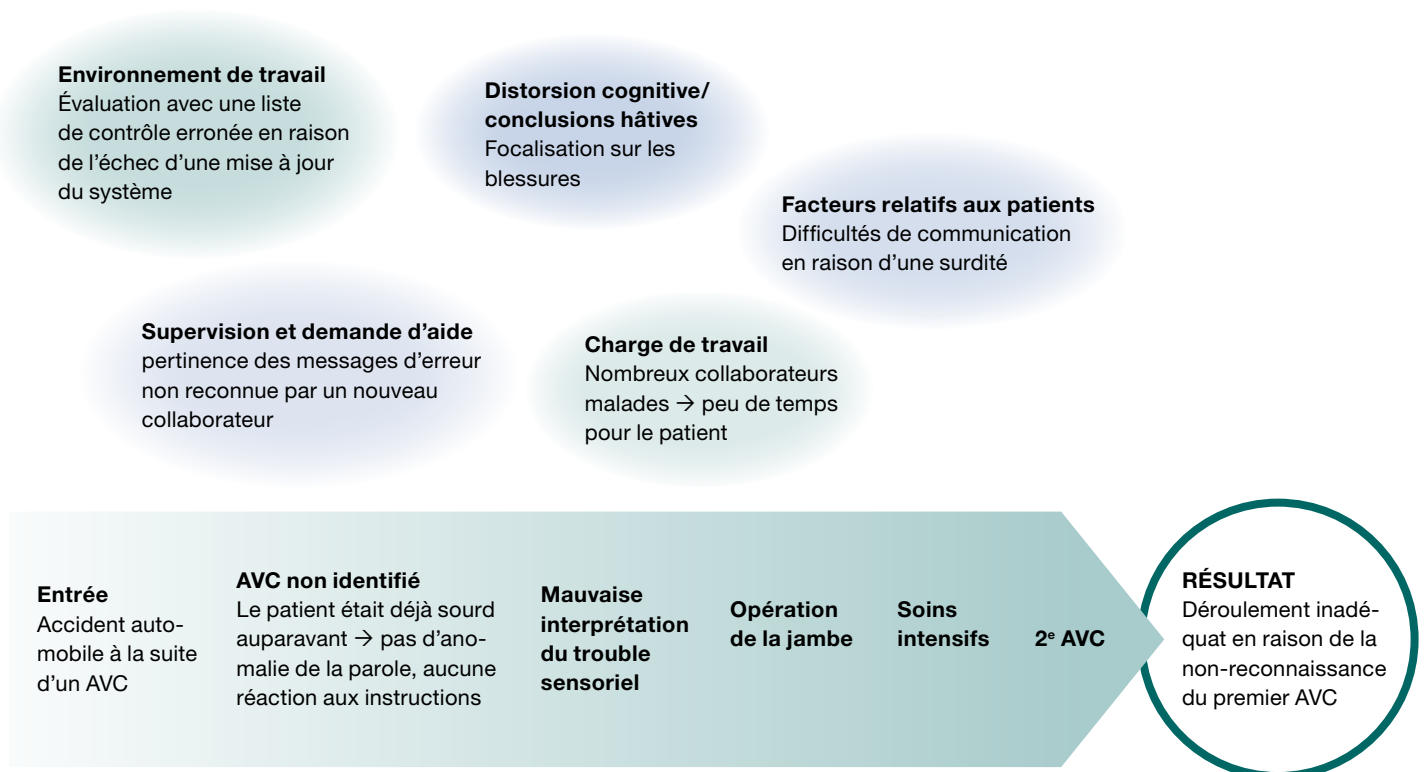 Environnement de travail
Évaluation avec une liste
de contrôle erronée en raison
de l’échec d’une mise à jour
du système
Distorsion cognitive/
conclusions hâtives
Focalisation sur les
blessures
Facteurs relatifs aux patients
Difficultés de communication
en raison d’une surdité
Supervision et demande d’aide
pertinence des messages d’erreur
non reconnue par un nouveau
collaborateur
Charge de travail
Nombreux collaborateurs
malades → peu de temps
pour le patient
Entrée
Accident auto-
mobile à la suite
d’un AVC
AVC non identifié
Le patient était déjà sourd
auparavant → pas d’ano-
malie de la parole, aucune
réaction aux instructions
Mauvaise
interprétation
du trouble
sensoriel
Opération
de la jambe
Soins
intensifs
2e AVC
RÉSULTAT
Déroulement inadé-
quat en raison de la
non-reconnaissance
du premier AVC